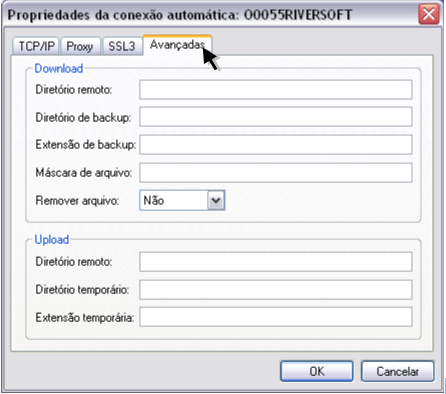 Propriedades da conexão automática: O0055RIVERSOFT
TCP/IP Proxy SSL3 Avançadas
Download
Diretório remoto:
Diretório de backup:
Extensão de backup:
Máscara de arquivo:
Remover arquivo: Não
Upload
Diretório remoto:
Diretório temporário:
Extensão temporária:
OK Cancelar